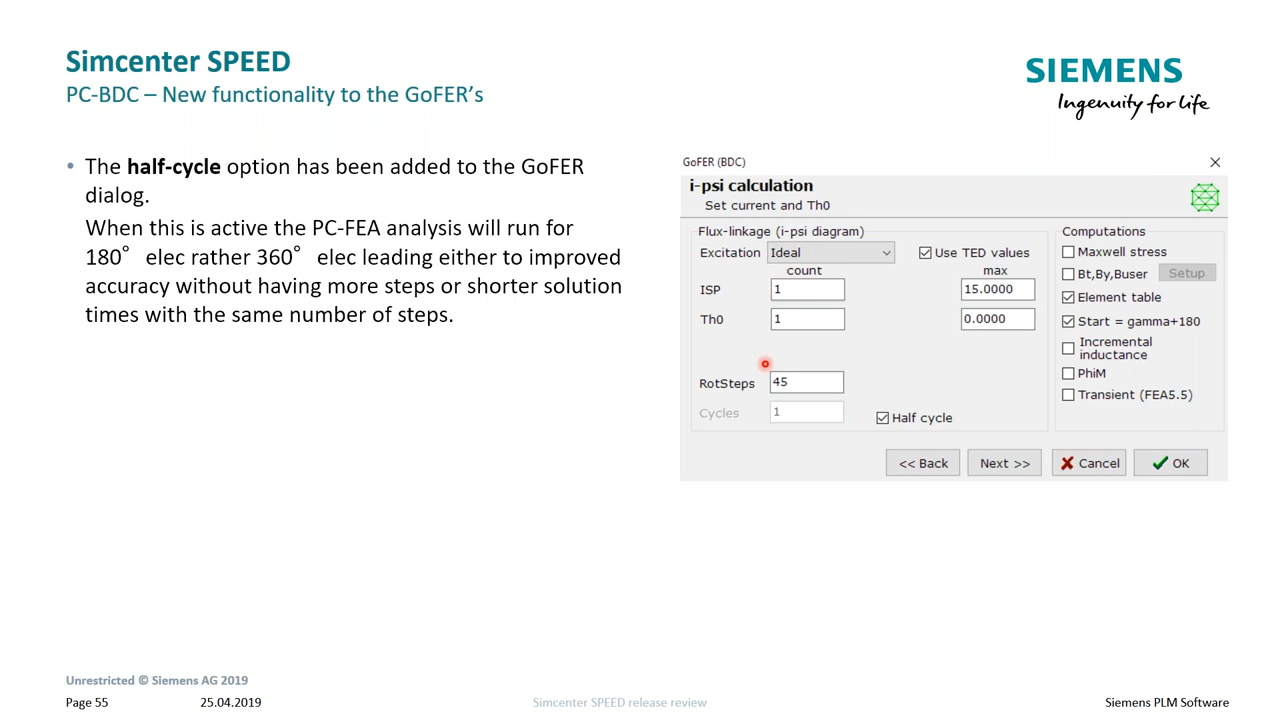 Simcenter SPEED
PC-BDC – New functionality to the GoFER's
SIEMENS
Ingenuity for life
• The half-cycle option has been added to the GoFER
dialog.
When this is active the PC-FEA analysis will run for
180° elec rather 360° elec leading either to improved
accuracy without having more steps or shorter solution
times with the same number of steps.
GoFER (BDC)
i-psi calculation
Set current and Th0
Flux-linkage (i-psi diagram)
Excitation Ideal Use TED values
count max
ISP 1 15.0000
Th0 1 0.0000
RotSteps 45
Cycles 1 Half cycle
Computations
Maxwell stress
Bt,By,Buser Setup
Element table
Start = gamma+180
Incremental
inductance
PhiM
Transient (FEA5.5)
<< Back Next >> Cancel OK
Unrestricted © Siemens AG 2019
Page 55 25.04.2019 Simcenter SPEED release review Siemens PLM Software